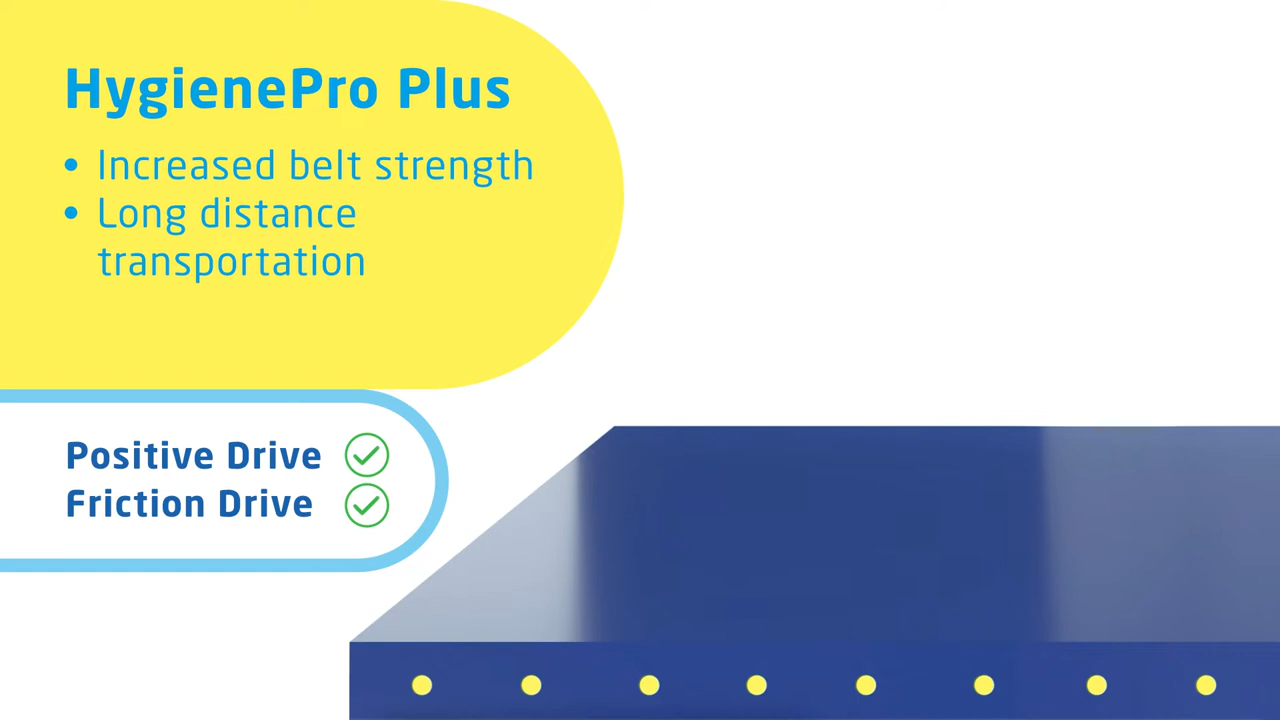 HygienePro Plus
• Increased belt strength
• Long distance
transportation
Positive Drive
Friction Drive